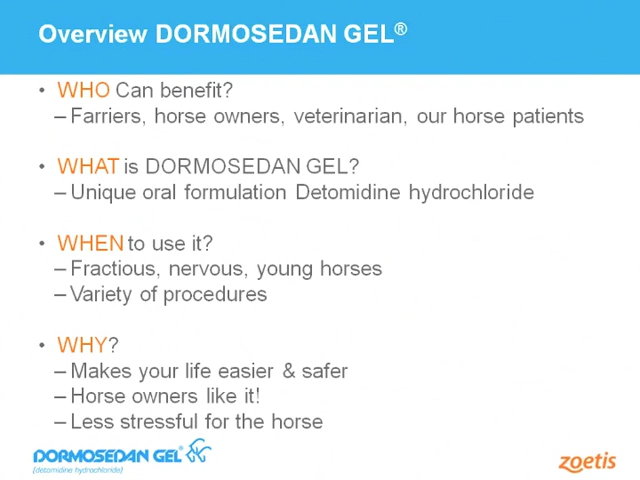 Overview DORMOSEDAN GEL®
• WHO Can benefit?
– Farriers, horse owners, veterinarian, our horse patients
• WHAT is DORMOSEDAN GEL?
– Unique oral formulation Detomidine hydrochloride
• WHEN to use it?
– Fractious, nervous, young horses
– Variety of procedures
• WHY?
– Makes your life easier & safer
– Horse owners like it!
– Less stressful for the horse
DORMOSEDAN GEL®
(detomidine hydrochloride)
zoetis